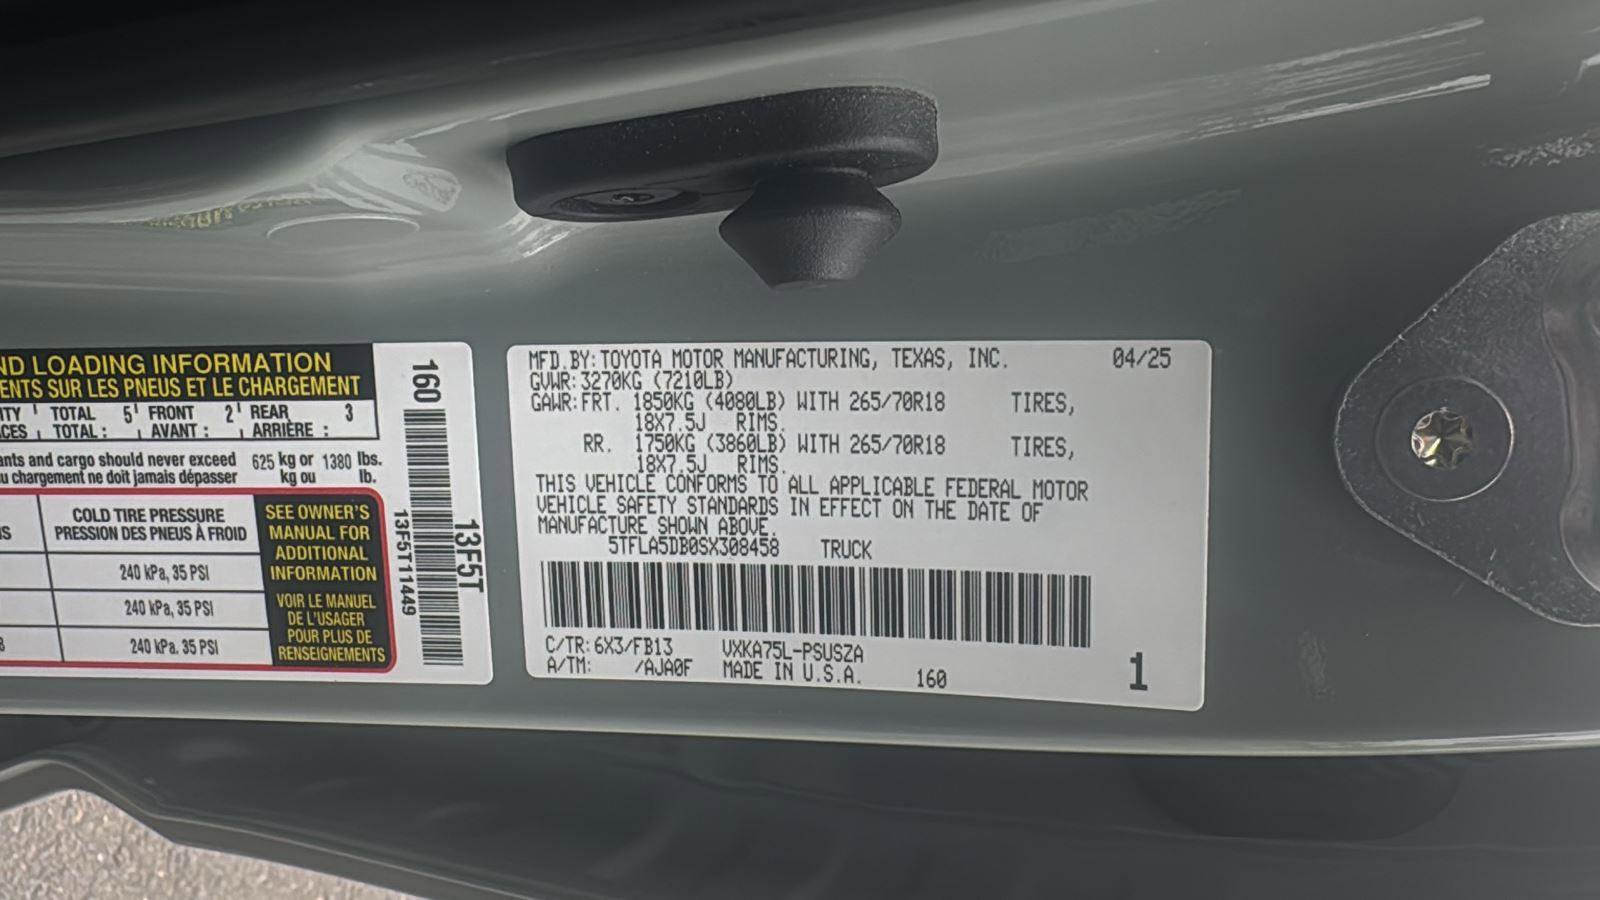 ND LOADING INFORMATION
ENTS SUR LES PNEUS ET LE CHARGEMENT
ITY TOTAL 5 FRONT 2 REAR 3
CES TOTAL : AVANT : ARRIÈRE :
ants and cargo should never exceed 625 kg or 1380 lbs.
u chargement ne doit jamais dépasser kg ou lb.
COLD TIRE PRESSURE
PRESSION DES PNEUS À FROID
240 kPa, 35 PSI
240 kPa, 35 PSI
240 kPa, 35 PSI
SEE OWNER'S
MANUAL FOR
ADDITIONAL
INFORMATION
VOIR LE MANUEL
DE L'USAGER
POUR PLUS DE
RENSEIGNEMENTS
160
13F5T11449
13F5T
MFD.BY:TOYOTA MOTOR MANUFACTURING, TEXAS, INC. 04/25
GVWR:3270KG (7210LB)
GAWR:FRT. 1850KG (4080LB) WITH 265/70R18 TIRES,
18X7.5J RIMS.
RR. 1750KG (3860LB) WITH 265/70R18 TIRES,
18X7.5J RIMS.
THIS VEHICLE CONFORMS TO ALL APPLICABLE FEDERAL MOTOR
VEHICLE SAFETY STANDARDS IN EFFECT ON THE DATE OF
MANUFACTURE SHOWN ABOVE.
5TFLA5DB0SX308458 TRUCK
C/TR: 6X3/FB13 VXKA75L-PSUSZA
A/TM: /AJA0F MADE IN U.S.A. 160
1